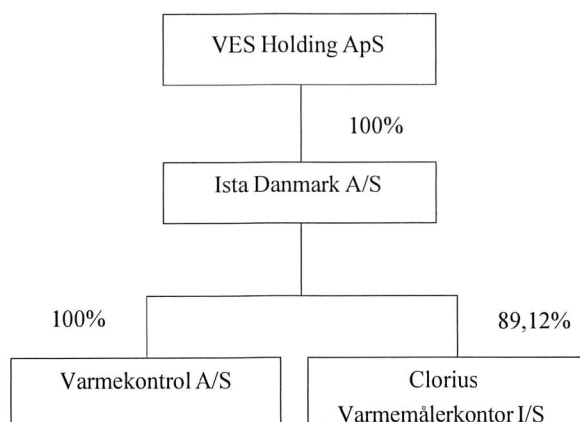 VES Holding ApS
100%
Ista Danmark A/S
100%
89,12%
Varmekontrol A/S
Clorius
Varmemålerkontor I/S